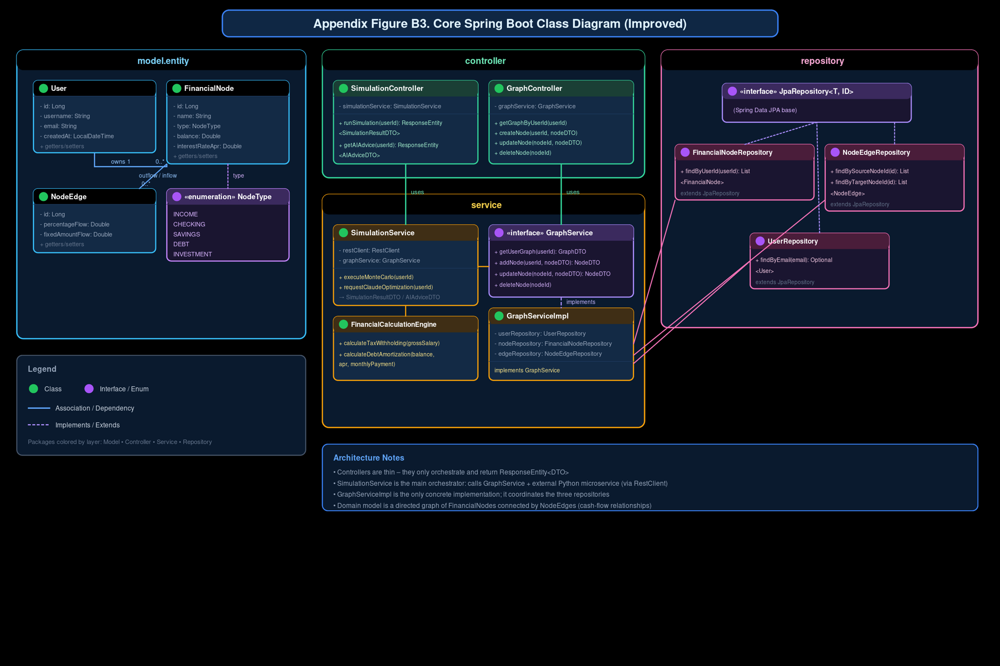 Appendix Figure B3. Core Spring Boot Class Diagram (Improved)
model.entity
User
- id: Long
- username: String
- email: String
- createdAt: LocalDateTime
+ getters/setters
FinancialNode
- id: Long
- name: String
- type: NodeType
- balance: Double
- interestRateApr: Double
+ getters/setters
owns 1
0..*
outflow / inflow
0..*
type
NodeEdge
- id: Long
- percentageFlow: Double
- fixedAmountFlow: Double
+ getters/setters
«enumeration» NodeType
INCOME
CHECKING
SAVINGS
DEBT
INVESTMENT
controller
SimulationController
- simulationService: SimulationService
+ runSimulation(userId): ResponseEntity
<SimulationResultDTO>
+ getAIAdvice(userId): ResponseEntity
<AIAdviceDTO>
GraphController
- graphService: GraphService
+ getGraphByUserId(userId)
+ createNode(userId, nodeDTO)
+ updateNode(nodeId, nodeDTO)
+ deleteNode(nodeId)
uses
uses
service
SimulationService
- restClient: RestClient
- graphService: GraphService
+ executeMonteCarlo(userId)
+ requestClaudeOptimization(userId)
→ SimulationResultDTO / AIAdviceDTO
«interface» GraphService
+ getUserGraph(userId): GraphDTO
+ addNode(userId, nodeDTO): NodeDTO
+ updateNode(nodeId, nodeDTO): NodeDTO
+ deleteNode(nodeId)
implements
FinancialCalculationEngine
+ calculateTaxWithholding(grossSalary)
+ calculateDebtAmortization(balance,
apr, monthlyPayment)
GraphServiceImpl
- userRepository: UserRepository
- nodeRepository: FinancialNodeRepository
- edgeRepository: NodeEdgeRepository
implements GraphService
repository
«interface» JpaRepository<T, ID>
(Spring Data JPA base)
FinancialNodeRepository
+ findByUserId(userId): List
<FinancialNode>
extends JpaRepository
NodeEdgeRepository
+ findBySourceNodeId(id): List
+ findByTargetNodeId(id): List
<NodeEdge>
extends JpaRepository
UserRepository
+ findByEmail(email): Optional
<User>
extends JpaRepository
Legend
Class
Interface / Enum
Association / Dependency
Implements / Extends
Packages colored by layer: Model • Controller • Service • Repository
Architecture Notes
• Controllers are thin – they only orchestrate and return ResponseEntity<DTO>
• SimulationService is the main orchestrator: calls GraphService + external Python microservice (via RestClient)
• GraphServiceImpl is the only concrete implementation; it coordinates the three repositories
• Domain model is a directed graph of FinancialNodes connected by NodeEdges (cash-flow relationships)